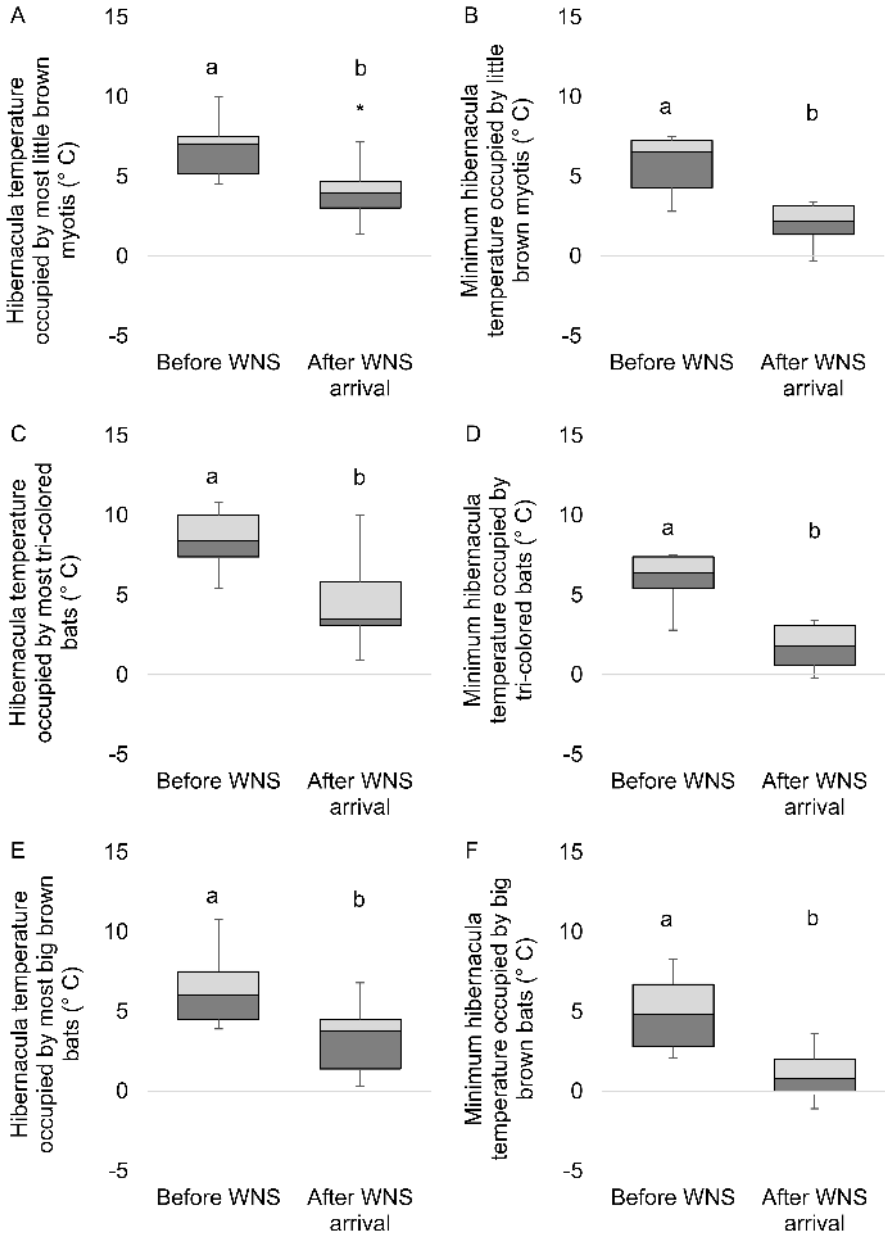 A
Hibernacula temperature
occupied by most little brown
myotis (° C)
15
10
5
0
-5
a
b
*
Before WNS
After WNS
arrival
B
Minimum hibernacula
temperature occupied by little
brown myotis (° C)
15
10
5
0
-5
a
b
Before WNS
After WNS
arrival
C
Hibernacula temperature
occupied by most tri-colored
bats (° C)
15
10
5
0
-5
a
b
Before WNS
After WNS
arrival
D
Minimum hibernacula
temperature occupied by
tri-colored bats (° C)
15
10
5
0
-5
a
b
Before WNS
After WNS
arrival
E
Hibernacula temperature
occupied by most big brown
bats (° C)
15
10
5
0
-5
a
b
Before WNS
After WNS
arrival
F
Minimum hibernacula
temperature occupied by big
brown bats (° C)
15
10
5
0
-5
a
b
Before WNS
After WNS
arrival